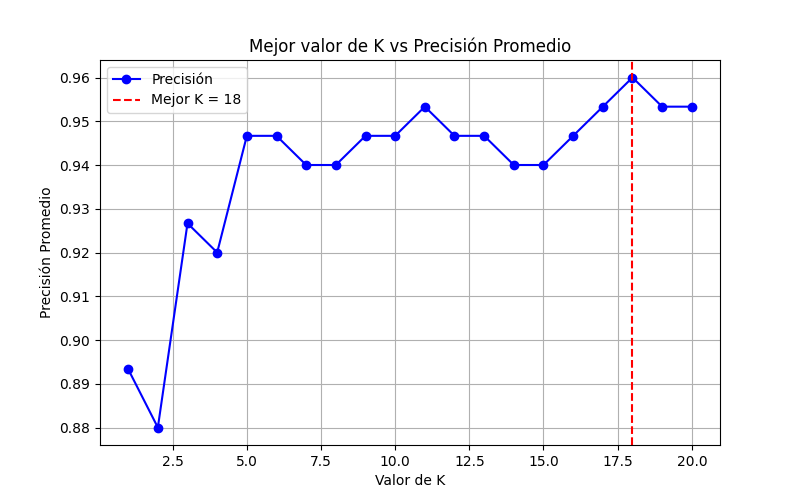 Mejor valor de K vs Precisión Promedio
Precisión
Mejor K = 18
Precisión Promedio
0.96
0.95
0.94
0.93
0.92
0.91
0.90
0.89
0.88
2.5 5.0 7.5 10.0 12.5 15.0 17.5 20.0
Valor de K